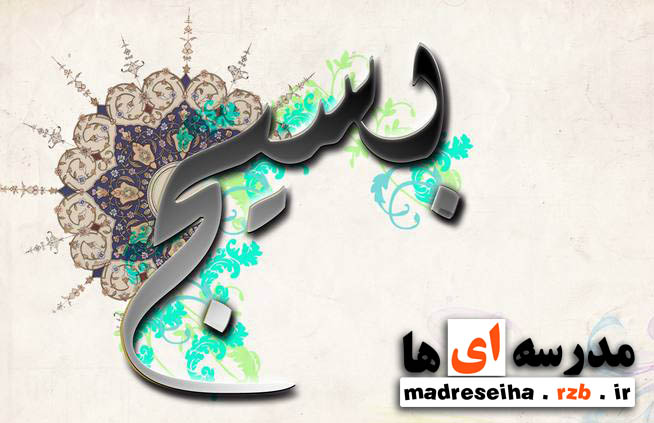 بسیج
مدرسه ای ها
madreseiha . rzb . ir